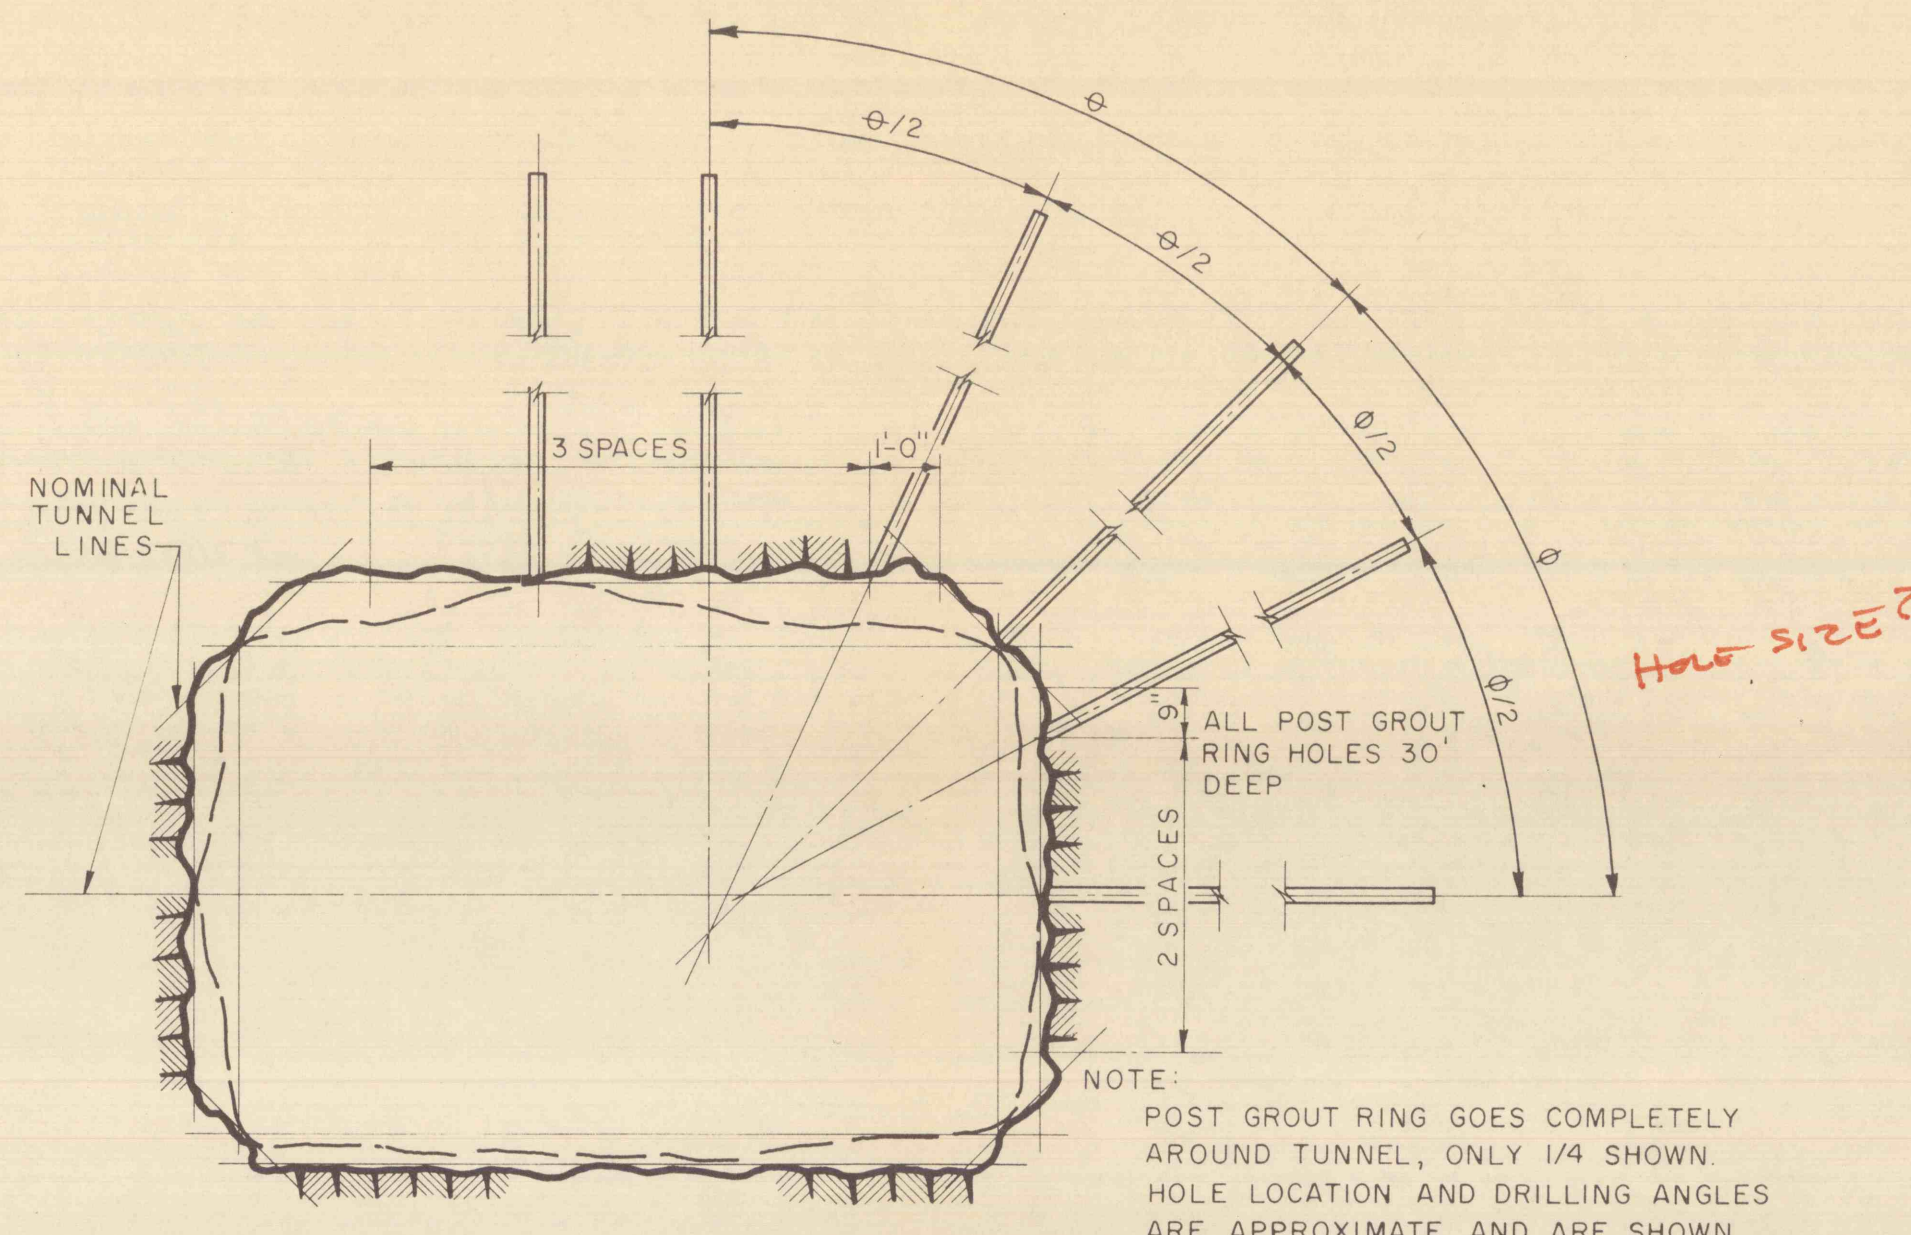 θ
θ/2
θ/2
3 SPACES
1'-0"
ϕ/2
NOMINAL
TUNNEL
LINES
ϕ
HOLE SIZE?
ϕ/2
9"
ALL POST GROUT
RING HOLES 30'
DEEP
2 SPACES
NOTE:
POST GROUT RING GOES COMPLETELY
AROUND TUNNEL, ONLY 1/4 SHOWN.
HOLE LOCATION AND DRILLING ANGLES
ARE APPROXIMATE AND ARE SHOWN